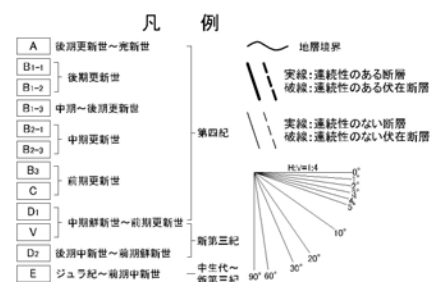 凡 例
A 後期更新世~完新世
B1-1
後期更新世
B1-2
B1-3 中期~後期更新世
B2-1
中期更新世
B2-3
B3
前期更新世
C
D1
中期鮮新世~前期更新世
V
D2 後期中新世~前期鮮新世
E ジュラ紀~前期中新世
第四紀
新第三紀
中生代~
新第三紀
地層境界
実線:連続性のある断層
破線:連続性のある伏在断層
実線:連続性のない断層
破線:連続性のない伏在断層
H:V=1:4
0°
10°
20°
30°
60°
90°